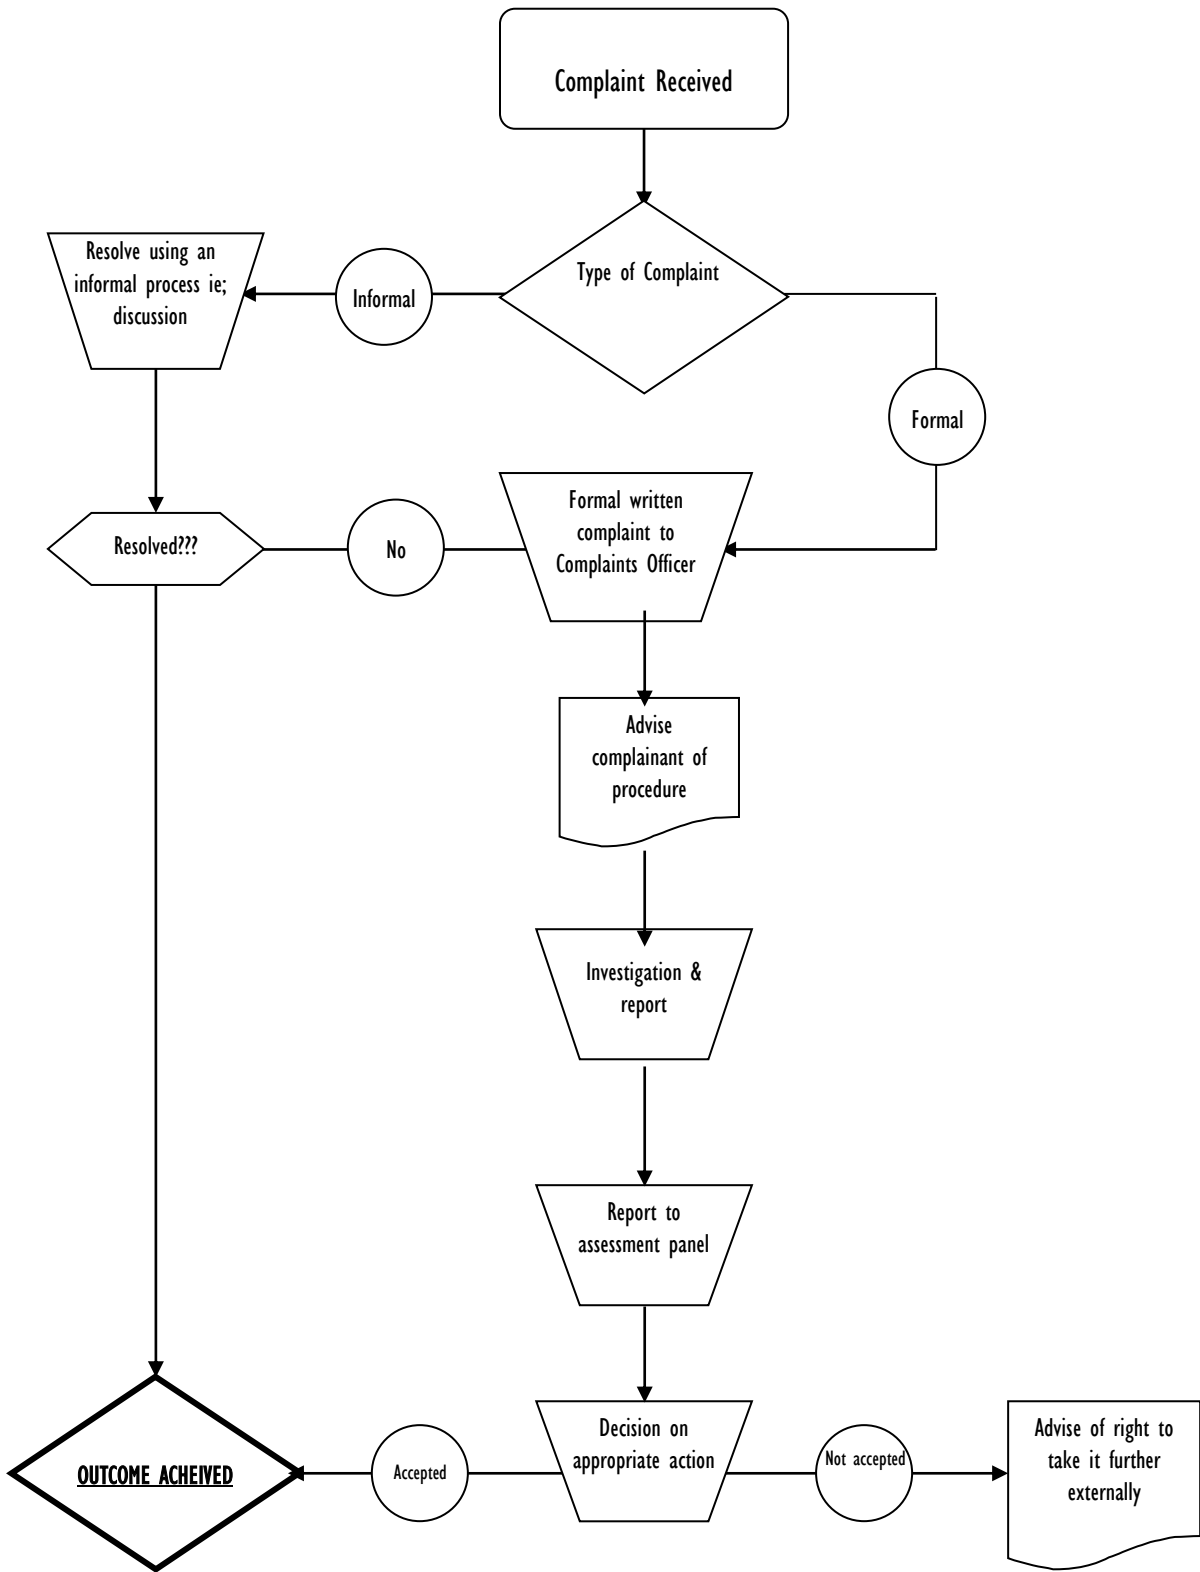 Complaint Received
Type of Complaint
Resolve using an
informal process ie;
discussion
Informal
Formal
Resolved???
No
Formal written
complaint to
Complaints Officer
Advise
complainant of
procedure
Investigation &
report
Report to
assessment panel
OUTCOME ACHEIVED
Accepted
Decision on
appropriate action
Not accepted
Advise of right to
take it further
externally